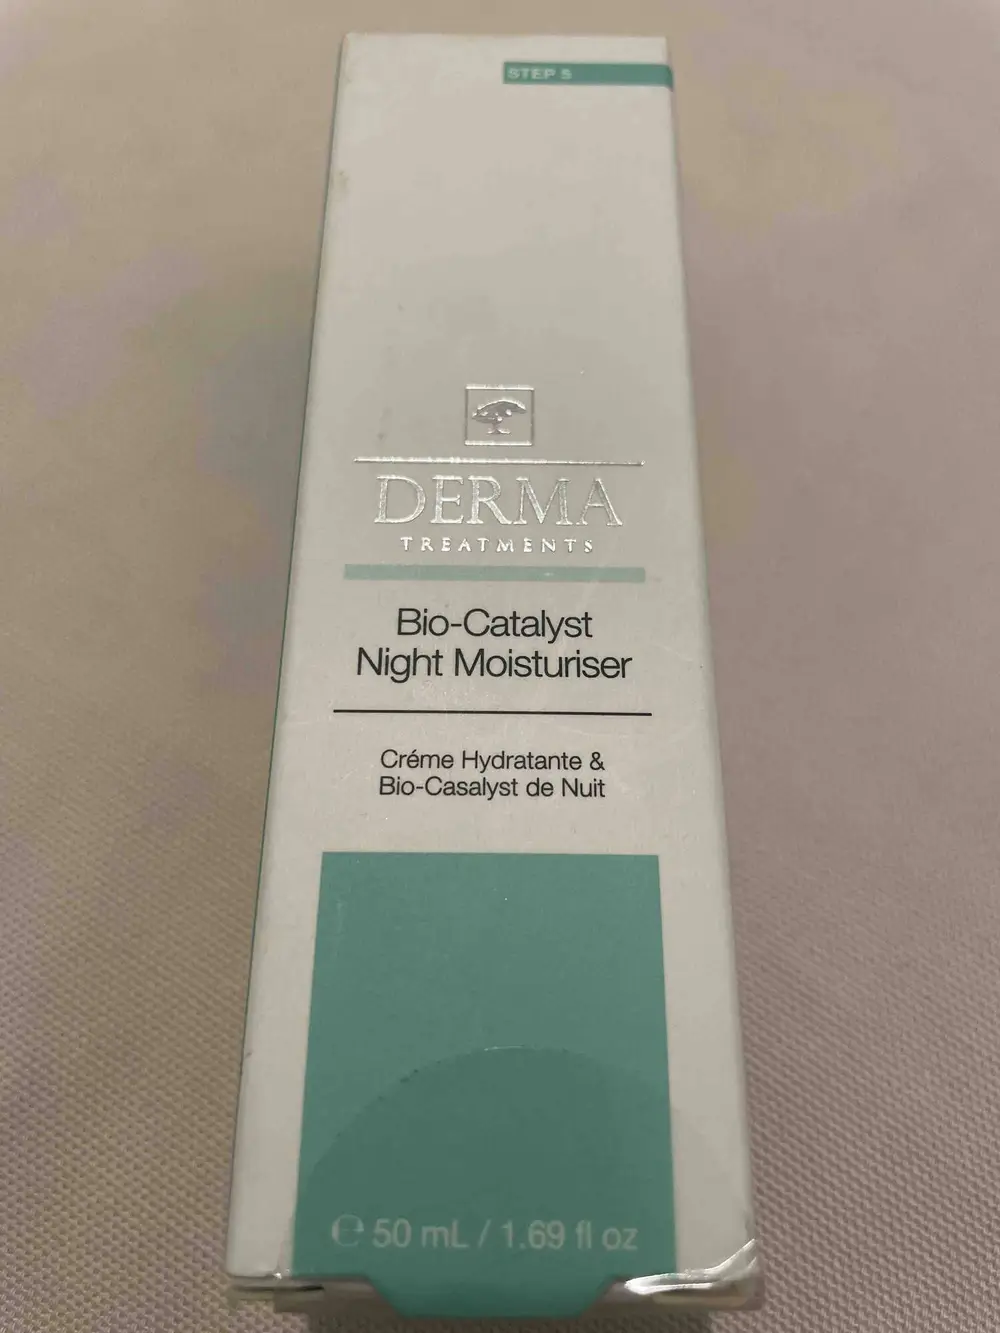 STEP 5
DERMA
TREATMENTS
Bio-Catalyst
Night Moisturiser
Créme Hydratante &
Bio-Casalyst de Nuit
℮ 50 mL / 1.69 fl oz